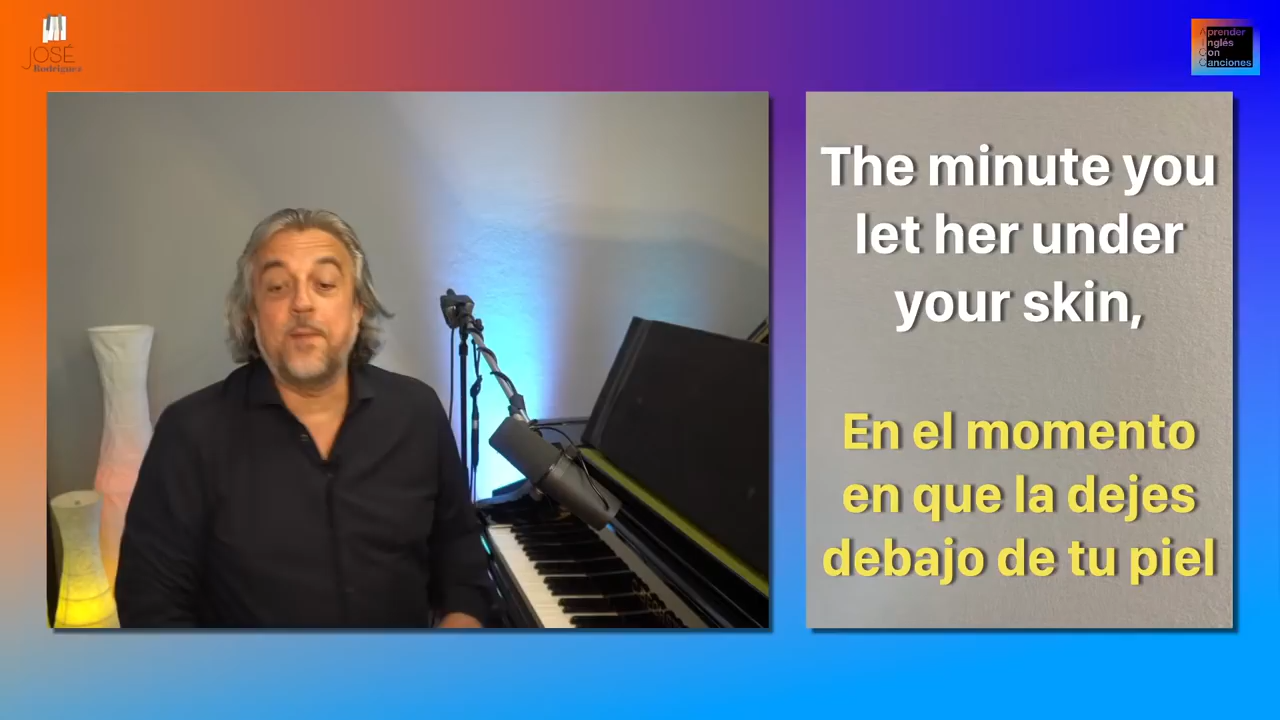 JOSÉ
Rodríguez
Aprender
Inglés
Con
Canciones
The minute you
let her under
your skin,
En el momento
en que la dejes
debajo de tu piel